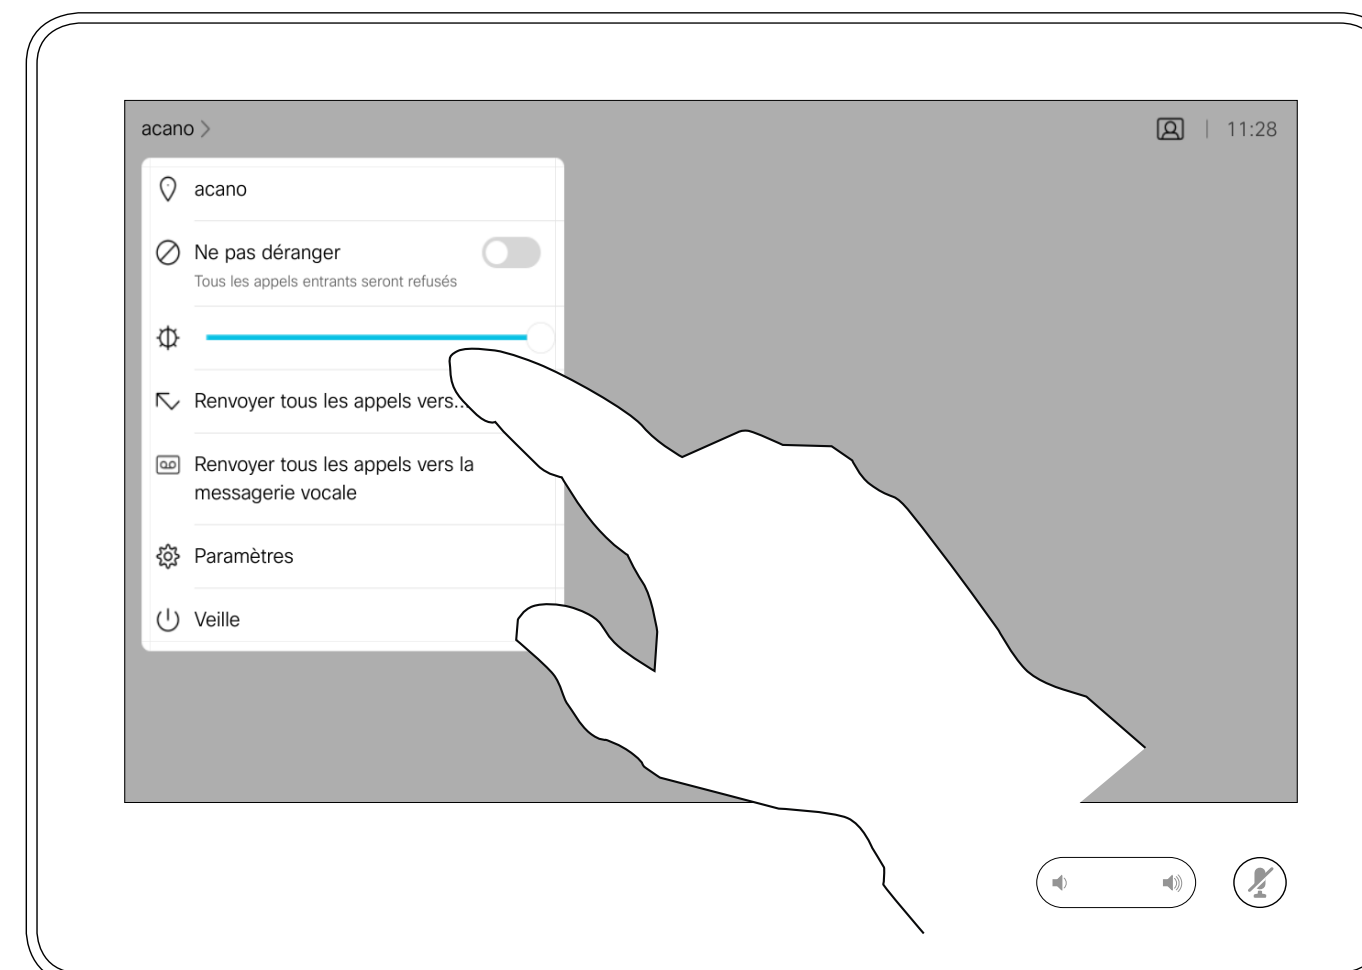 acano
11:28
acano
Ne pas déranger
Tous les appels entrants seront refusés
Renvoyer tous les appels vers...
Renvoyer tous les appels vers la
messagerie vocale
Paramètres
Veille